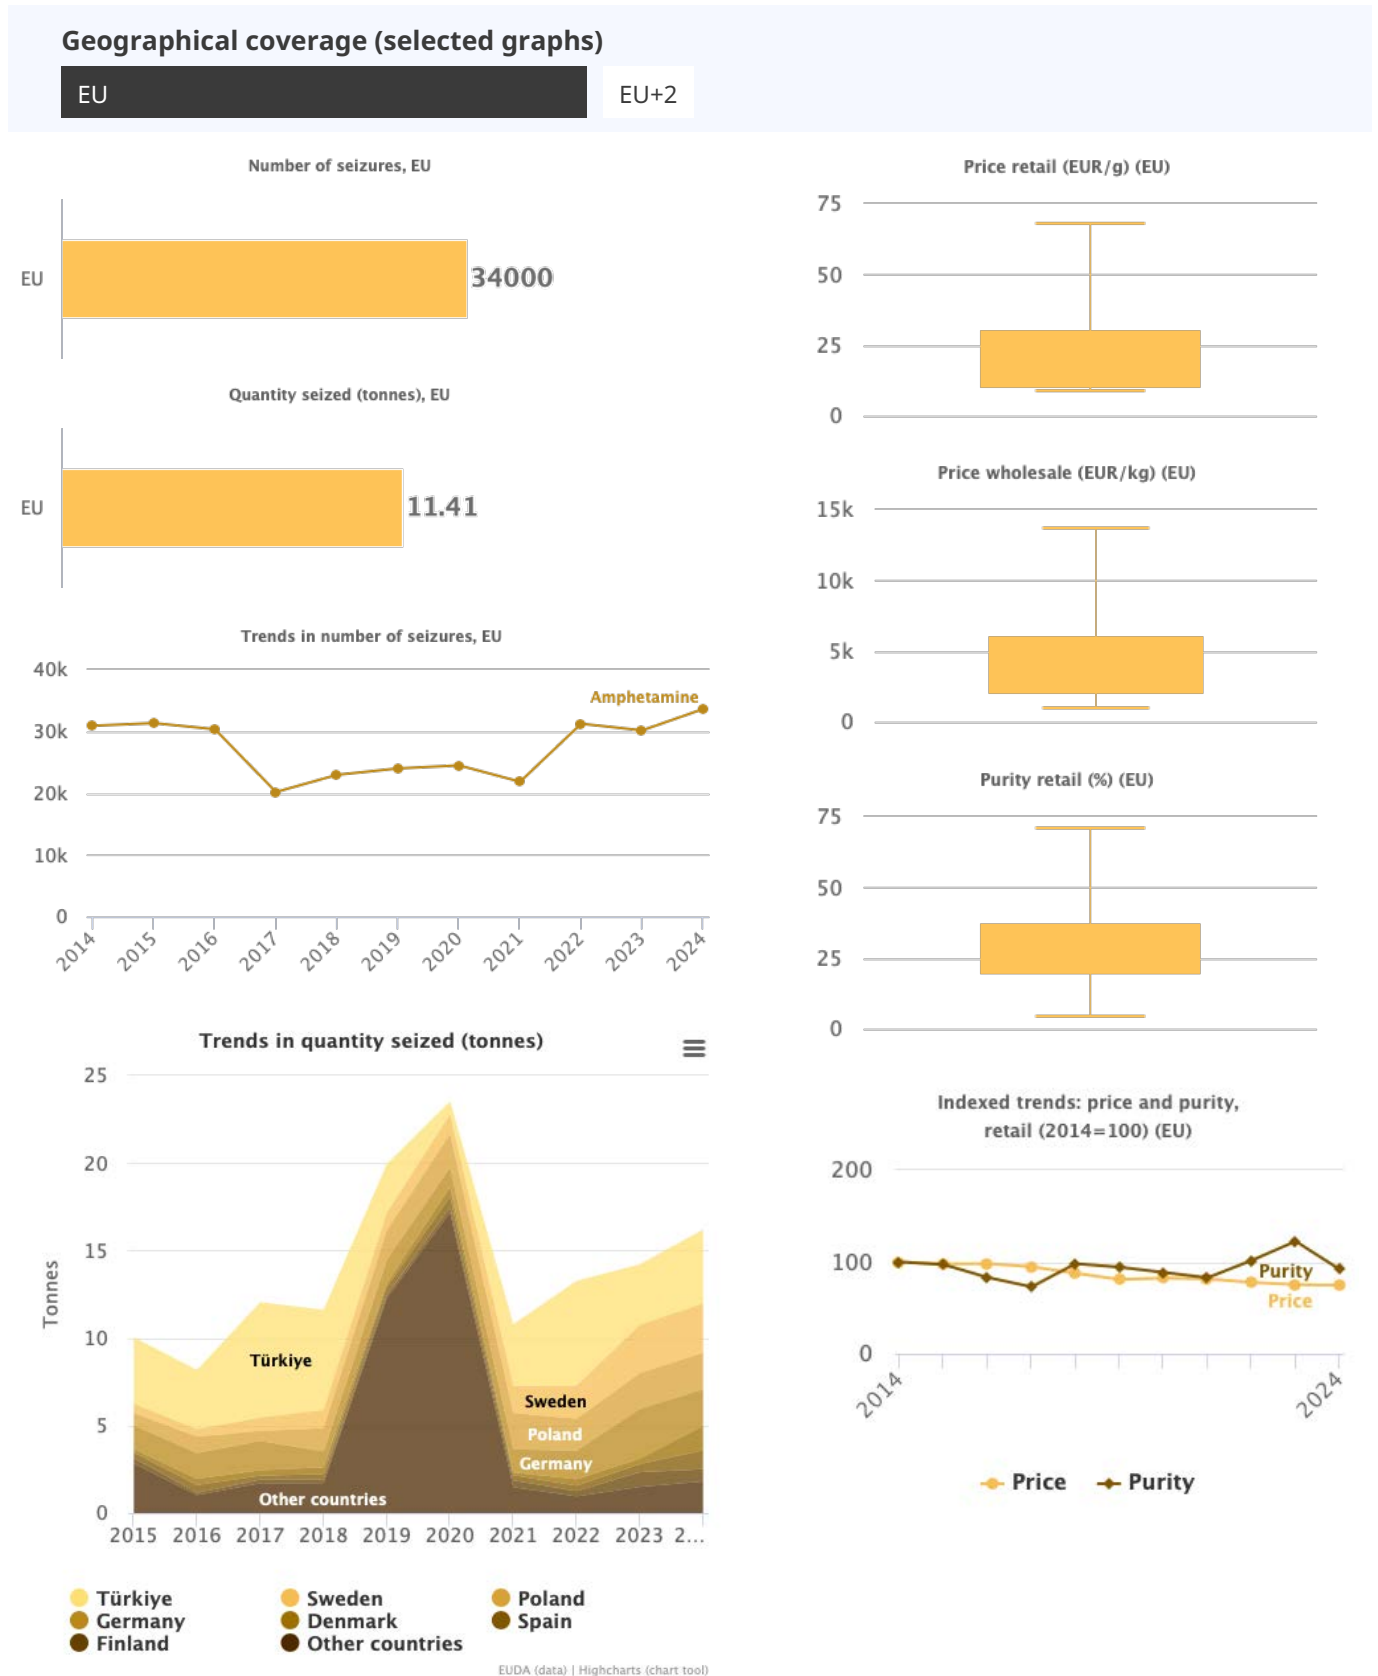 Geographical coverage (selected graphs)
EU
EU+2
Number of seizures, EU
EU
34000
Quantity seized (tonnes), EU
EU
11.41
Trends in number of seizures, EU
40k
30k
20k
10k
0
Amphetamine
2014
2015
2016
2017
2018
2019
2020
2021
2022
2023
2024
Trends in quantity seized (tonnes)
25
20
15
10
5
0
Tonnes
Türkiye
Sweden
Poland
Germany
Other countries
2015
2016
2017
2018
2019
2020
2021
2022
2023
2...
Türkiye
Sweden
Poland
Germany
Denmark
Spain
Finland
Other countries
EUDA (data) | Highcharts (chart tool)
Price retail (EUR/g) (EU)
75
50
25
0
Price wholesale (EUR/kg) (EU)
15k
10k
5k
0
Purity retail (%) (EU)
75
50
25
0
Indexed trends: price and purity,
retail (2014=100) (EU)
200
100
0
Purity
Price
2014
2024
Price
Purity